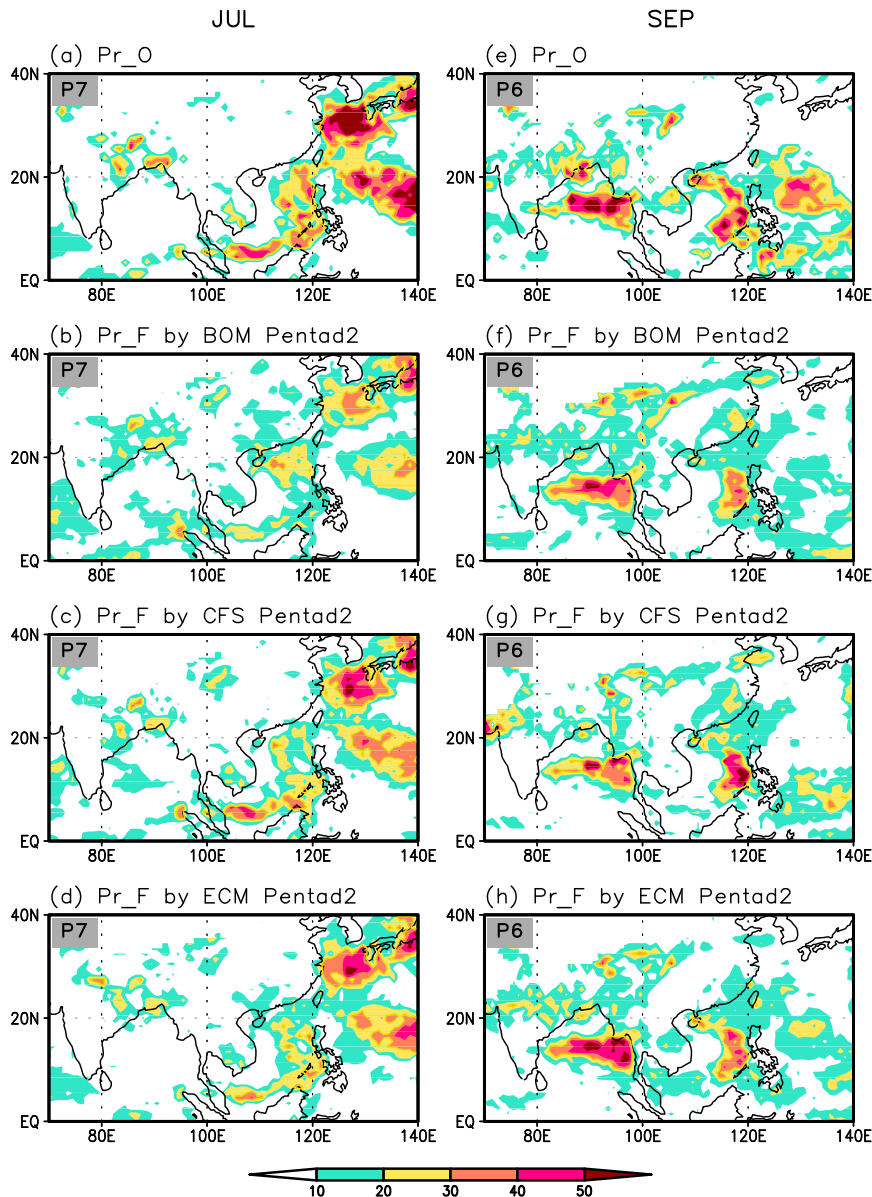 JUL SEP
(a) Pr_O (e) Pr_O
40N P7 P6
20N 20N
EQ EQ
80E 100E 120E 140E 80E 100E 120E 140E
(b) Pr_F by BOM Pentad2 (f) Pr_F by BOM Pentad2
40N P7 40N P6
20N 20N
EQ EQ
80E 100E 120E 140E 80E 100E 120E 140E
(c) Pr_F by CFS Pentad2 (g) Pr_F by CFS Pentad2
40N P7 40N P6
20N 20N
EQ EQ
80E 100E 120E 140E 80E 100E 120E 140E
(d) Pr_F by ECM Pentad2 (h) Pr_F by ECM Pentad2
40N P7 40N P6
20N 20N
EQ EQ
80E 100E 120E 140E 80E 100E 120E 140E
10 20 30 40 50